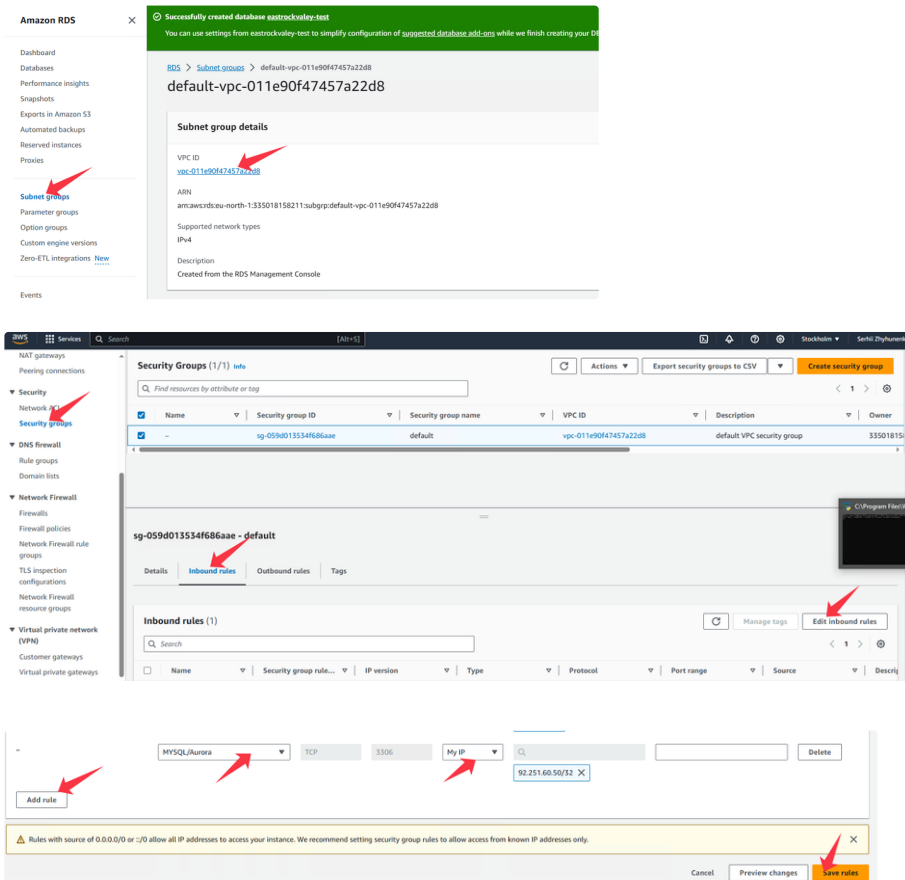 Amazon RDS
Dashboard
Databases
Performance insights
Snapshots
Exports in Amazon S3
Automated backups
Reserved instances
Proxies
Subnet groups
Parameter groups
Option groups
Custom engine versions
Zero-ETL integrations New
Events
Successfully created database eastrockvaley-test
You can use settings from eastrockvaley-test to simplify configuration of suggested database add-ons while we finish creating your
RDS > Subnet groups > default-vpc-011e90f47457a22d8
default-vpc-011e90f47457a22d8
Subnet group details
VPC ID
vpc-011e90f47457a22d8
ARN
arn:aws:rds:eu-north-1:335018158211:subgrp:default-vpc-011e90f47457a22d8
Supported network types
IPv4
Description
Created from the RDS Management Console
aws Services Search [Alt+S] Stockholm Serhii Zhyhunenk
NAT gateways
Peering connections
Security
Network ACL
Security groups
DNS firewall
Rule groups
Domain lists
Network Firewall
Firewalls
Firewall policies
Network Firewall rule
groups
TLS inspection
configurations
Network Firewall
resource groups
Virtual private network
(VPN)
Customer gateways
Virtual private gateways
Security Groups (1/1) Info
Actions Export security groups to CSV Create security group
Find resources by attribute or tag
1
Name Security group ID Security group name VPC ID Description Owner
– sg-059d013534f686aae default vpc-011e90f47457a22d8 default VPC security group 33501815
C:\Program Files\
sg-059d013534f686aae - default
Details Inbound rules Outbound rules Tags
Inbound rules (1)
Manage tags Edit inbound rules
Search
1
Name Security group rule... IP version Type Protocol Port range Source Descri
– MYSQL/Aurora TCP 3306 My IP Delete
92.251.60.50/32
Add rule
Rules with source of 0.0.0.0/0 or ::/0 allow all IP addresses to access your instance. We recommend setting security group rules to allow access from known IP addresses only.
Cancel Preview changes Save rules